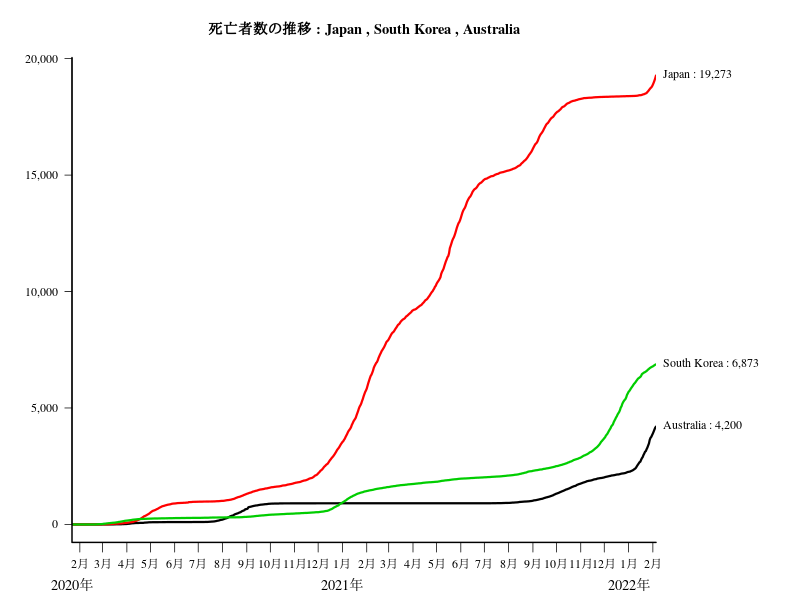 死亡者数の推移 : Japan , South Korea , Australia
20,000
Japan : 19,273
15,000
10,000
South Korea : 6,873
5,000
Australia : 4,200
0
2月 3月 4月 5月 6月 7月 8月 9月 10月 11月 12月 1月 2月 3月 4月 5月 6月 7月 8月 9月 10月 11月 12月 1月 2月
2020年 2021年 2022年